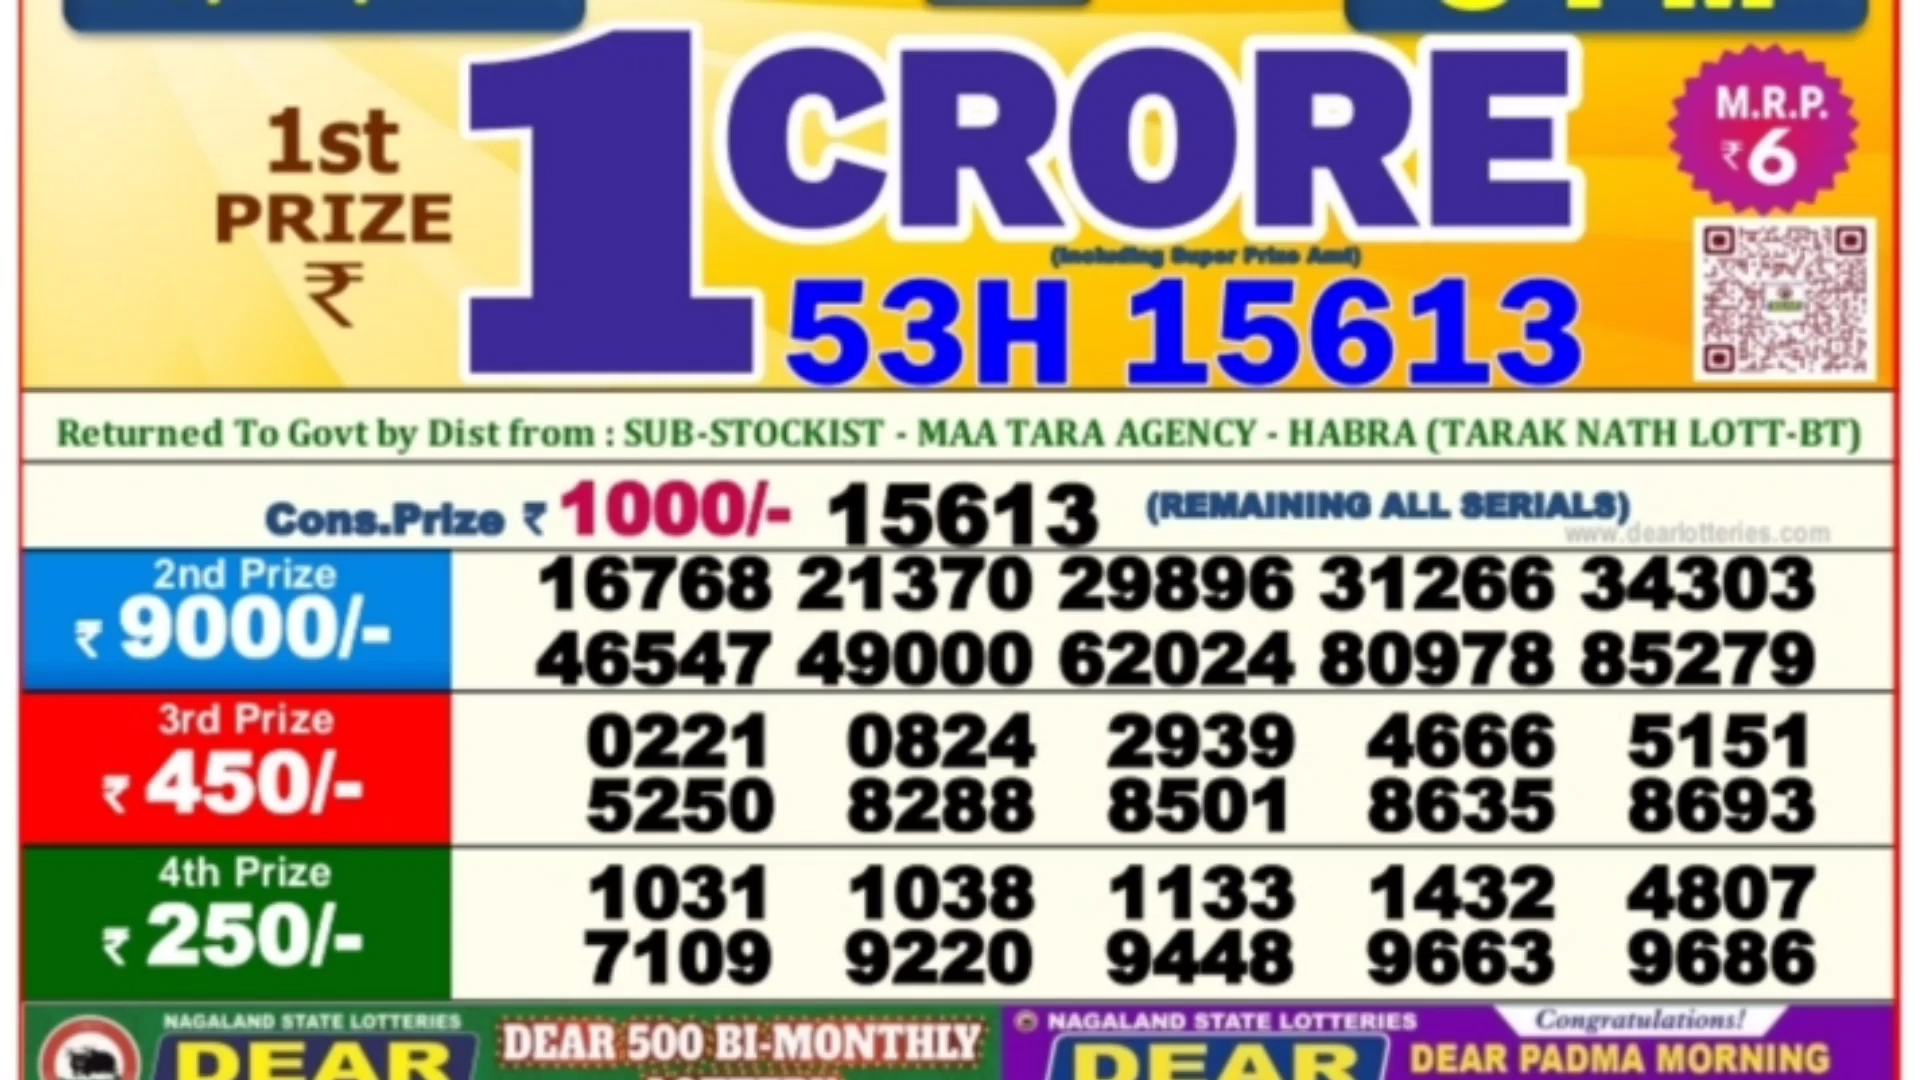 1st
PRIZE
₹
1 CRORE
(Including Super Prize Amt)
53H 15613
M.R.P.
₹6
Returned To Govt by Dist from : SUB-STOCKIST - MAA TARA AGENCY - HABRA (TARAK NATH LOTT-BT)
Cons.Prize ₹ 1000/- 15613 (REMAINING ALL SERIALS)
www.dearlotteries.com
2nd Prize
₹ 9000/-
16768 21370 29896 31266 34303
46547 49000 62024 80978 85279
3rd Prize
₹ 450/-
0221 0824 2939 4666 5151
5250 8288 8501 8635 8693
4th Prize
₹ 250/-
1031 1038 1133 1432 4807
7109 9220 9448 9663 9686
NAGALAND STATE LOTTERIES
DEAR
DEAR 500 BI-MONTHLY
NAGALAND STATE LOTTERIES
DEAR
Congratulations!
DEAR PADMA MORNING